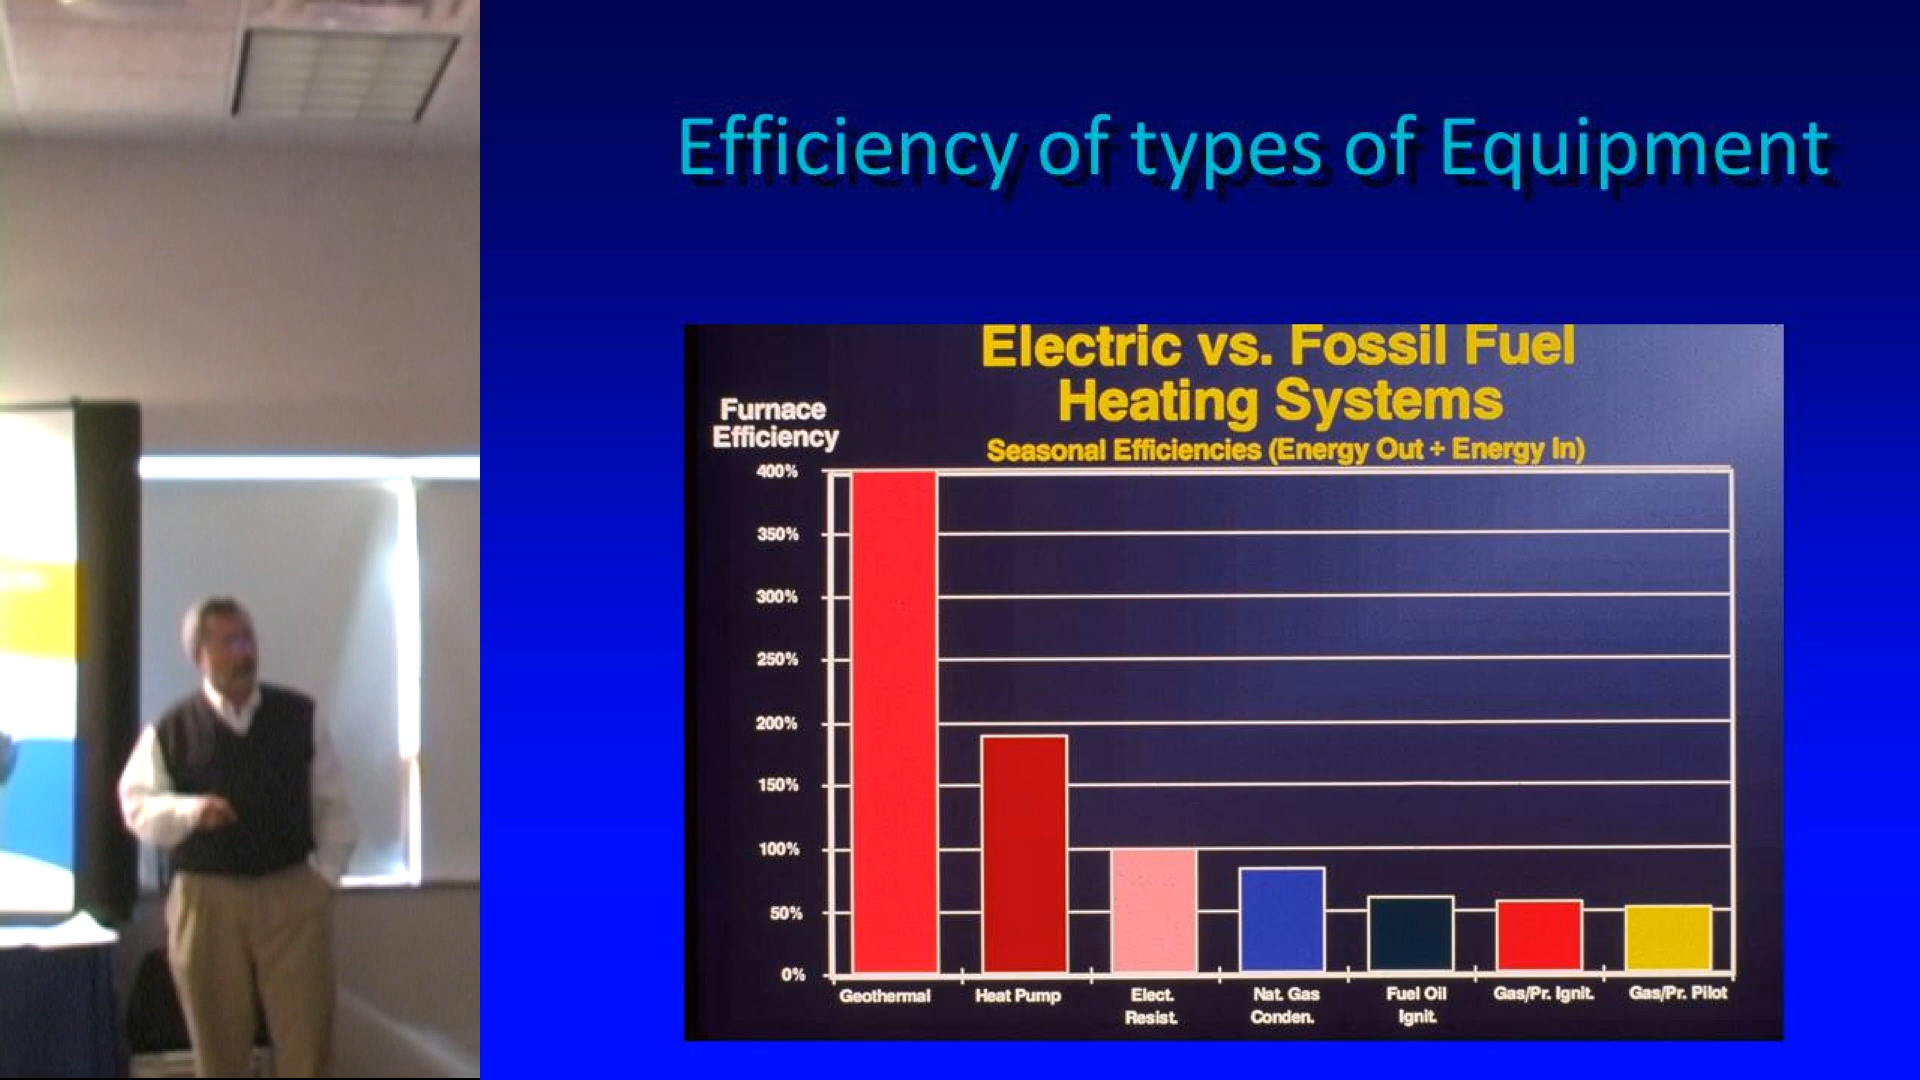 Efficiency of types of Equipment
Electric vs. Fossil Fuel
Heating Systems
Furnace
Efficiency
Seasonal Efficiencies (Energy Out ÷ Energy In)
400%
350%
300%
250%
200%
150%
100%
50%
0%
Geothermal
Heat Pump
Elect.
Resist.
Nat. Gas
Conden.
Fuel Oil
Ignit.
Gas/Pr. Ignit.
Gas/Pr. Pilot